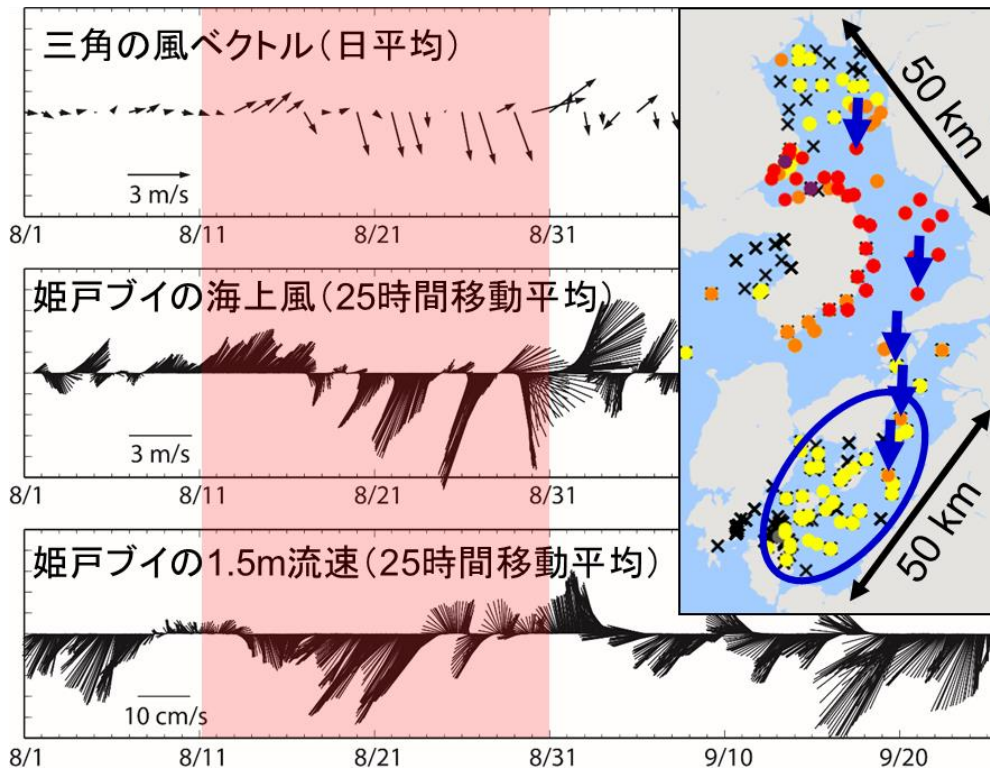 三角の風ベクトル(日平均)
3 m/s
8/1 8/11 8/21 8/31
姫戸ブイの海上風(25時間移動平均)
3 m/s
8/1 8/11 8/21 8/31
姫戸ブイの1.5m流速(25時間移動平均)
10 cm/s
8/1 8/11 8/21 8/31 9/10 9/20
50 km
50 km